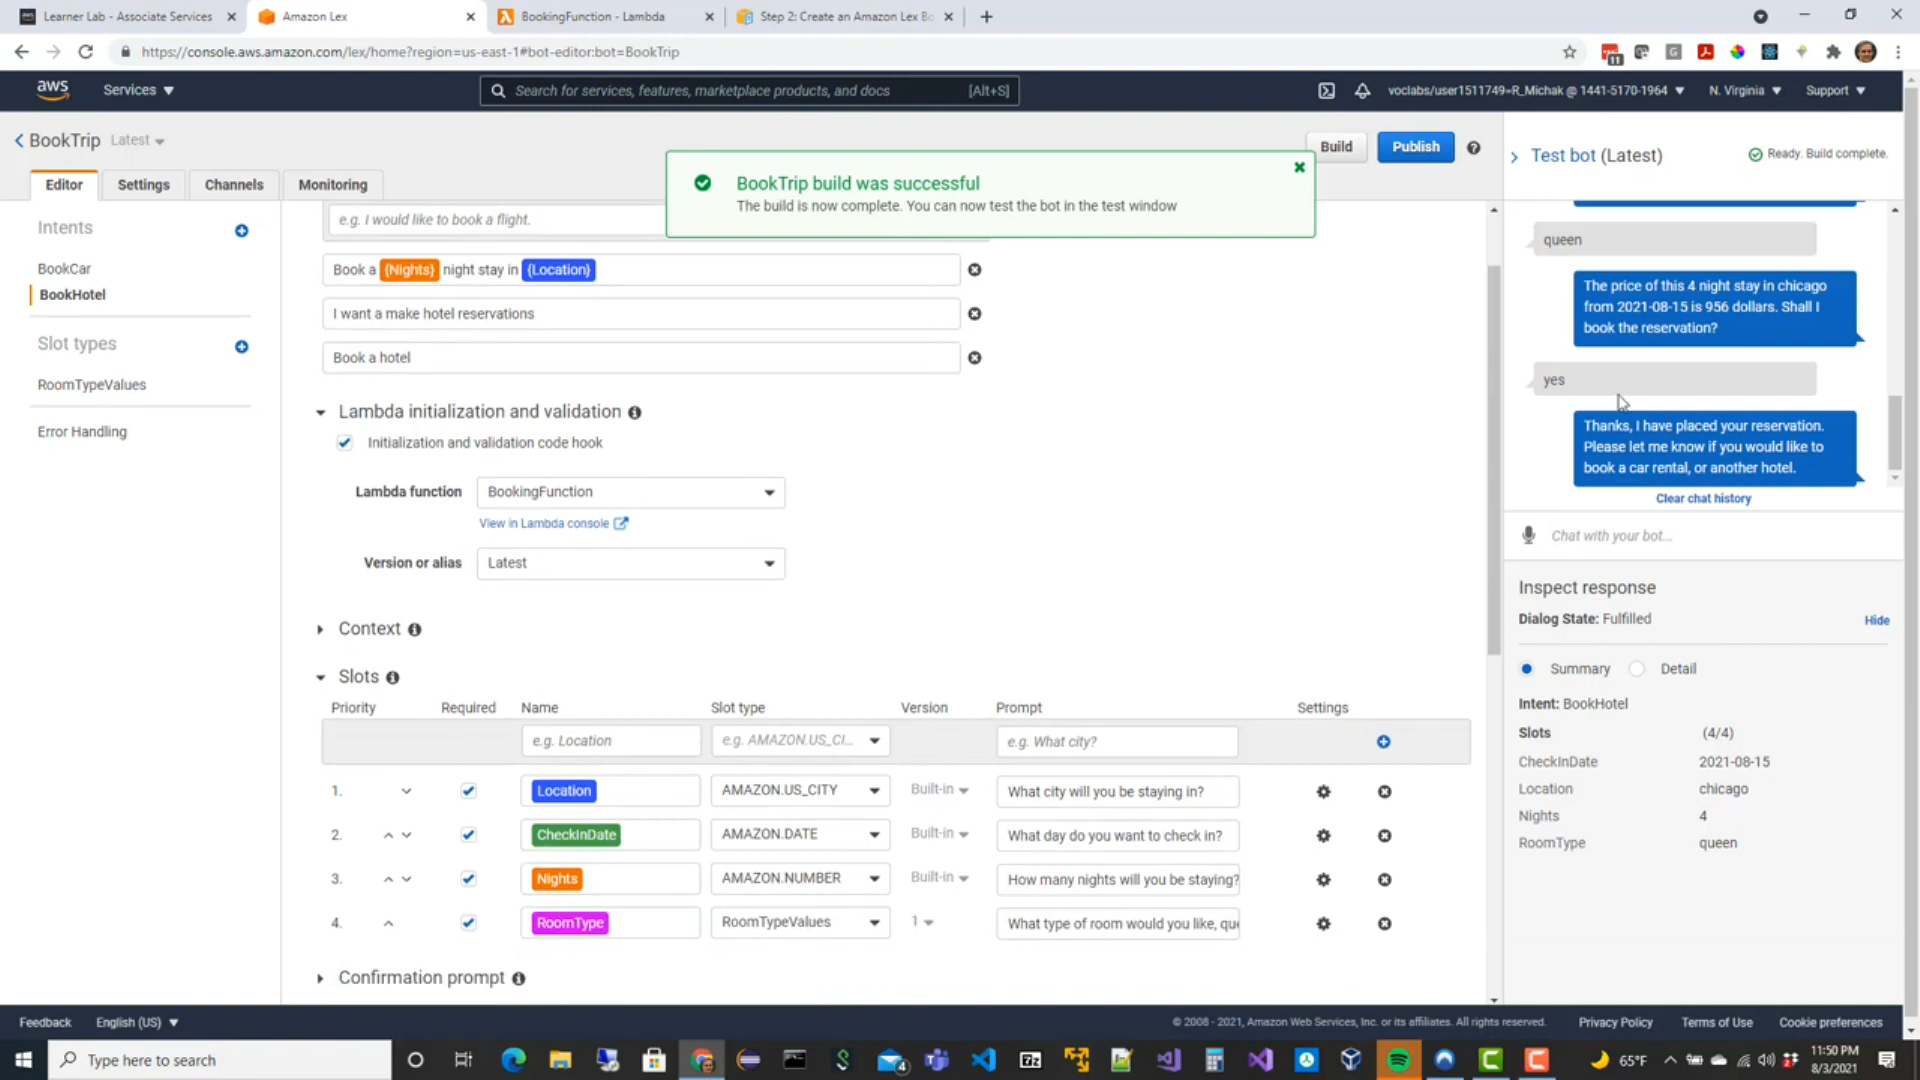 Learner Lab - Associate Services
Amazon Lex
BookingFunction - Lambda
Step 2: Create an Amazon Lex Bo
https://console.aws.amazon.com/lex/home?region=us-east-1#bot-editor:bot=BookTrip
11
aws
Services
Search for services, features, marketplace products, and docs
[Alt+S]
voclabs/user1511749=R_Michak @ 1441-5170-1964
N. Virginia
Support
BookTrip
Latest
Build
Publish
Test bot (Latest)
Ready. Build complete.
Editor
Settings
Channels
Monitoring
BookTrip build was successful
The build is now complete. You can now test the bot in the test window
Intents
BookCar
BookHotel
Slot types
RoomTypeValues
Error Handling
e.g. I would like to book a flight.
Book a {Nights} night stay in {Location}
I want a make hotel reservations
Book a hotel
Lambda initialization and validation
Initialization and validation code hook
Lambda function
BookingFunction
View in Lambda console
Version or alias
Latest
Context
Slots
Priority
Required
Name
Slot type
Version
Prompt
Settings
e.g. Location
e.g. AMAZON.US_CI...
e.g. What city?
1.
Location
AMAZON.US_CITY
Built-in
What city will you be staying in?
2.
CheckInDate
AMAZON.DATE
Built-in
What day do you want to check in?
3.
Nights
AMAZON.NUMBER
Built-in
How many nights will you be staying?
4.
RoomType
RoomTypeValues
1
What type of room would you like, que
Confirmation prompt
queen
The price of this 4 night stay in chicago
from 2021-08-15 is 956 dollars. Shall I
book the reservation?
yes
Thanks, I have placed your reservation.
Please let me know if you would like to
book a car rental, or another hotel.
Clear chat history
Chat with your bot...
Inspect response
Dialog State: Fulfilled
Hide
Summary
Detail
Intent: BookHotel
Slots
(4/4)
CheckInDate
2021-08-15
Location
chicago
Nights
4
RoomType
queen
Feedback
English (US)
© 2008 - 2021, Amazon Web Services, Inc. or its affiliates. All rights reserved.
Privacy Policy
Terms of Use
Cookie preferences
Type here to search
4
7z
65°F
11:50 PM
8/3/2021